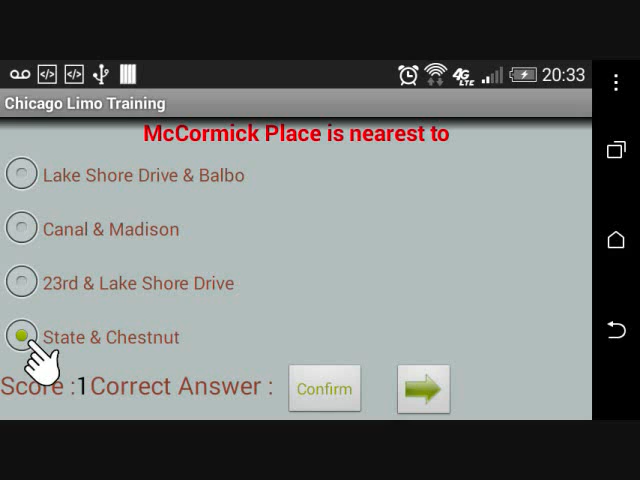 4G LTE 20:33
Chicago Limo Training
McCormick Place is nearest to
Lake Shore Drive & Balbo
Canal & Madison
23rd & Lake Shore Drive
State & Chestnut
Score :1Correct Answer : Confirm